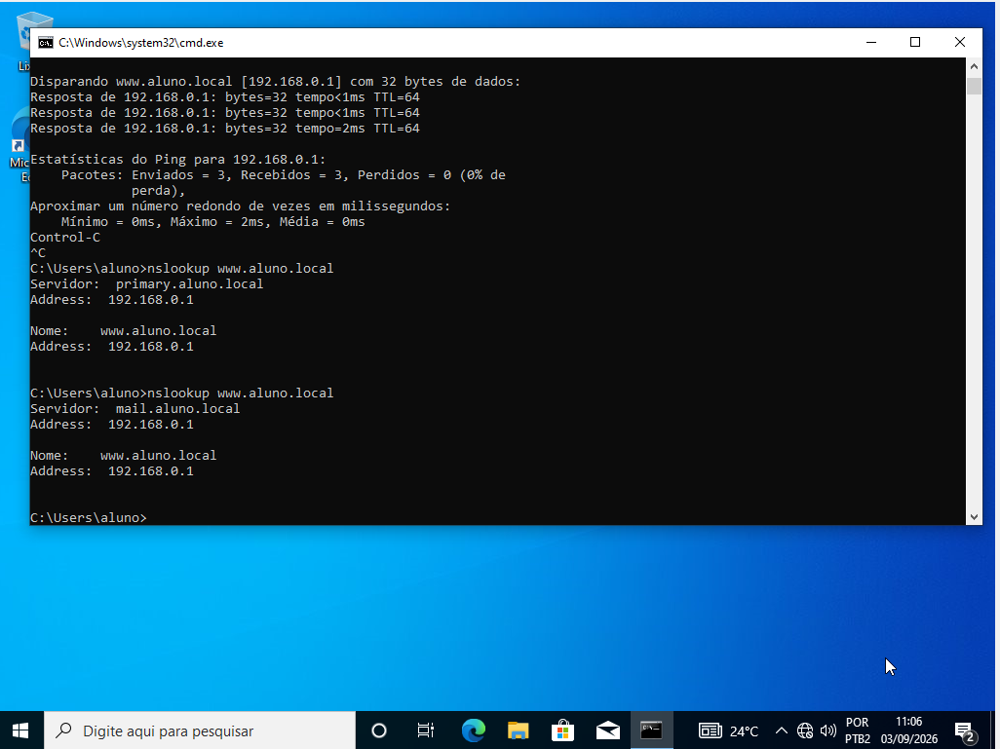 C:\Windows\system32\cmd.exe
Disparando www.aluno.local [192.168.0.1] com 32 bytes de dados:
Resposta de 192.168.0.1: bytes=32 tempo<1ms TTL=64
Resposta de 192.168.0.1: bytes=32 tempo<1ms TTL=64
Resposta de 192.168.0.1: bytes=32 tempo=2ms TTL=64
Estatísticas do Ping para 192.168.0.1:
Pacotes: Enviados = 3, Recebidos = 3, Perdidos = 0 (0% de
perda),
Aproximar um número redondo de vezes em milissegundos:
Mínimo = 0ms, Máximo = 2ms, Média = 0ms
Control-C
^C
C:\Users\aluno>nslookup www.aluno.local
Servidor:  primary.aluno.local
Address:  192.168.0.1
Nome:    www.aluno.local
Address:  192.168.0.1
C:\Users\aluno>nslookup www.aluno.local
Servidor:  mail.aluno.local
Address:  192.168.0.1
Nome:    www.aluno.local
Address:  192.168.0.1
C:\Users\aluno>
Digite aqui para pesquisar
24°C
POR
PTB2
11:06
03/09/2026
2